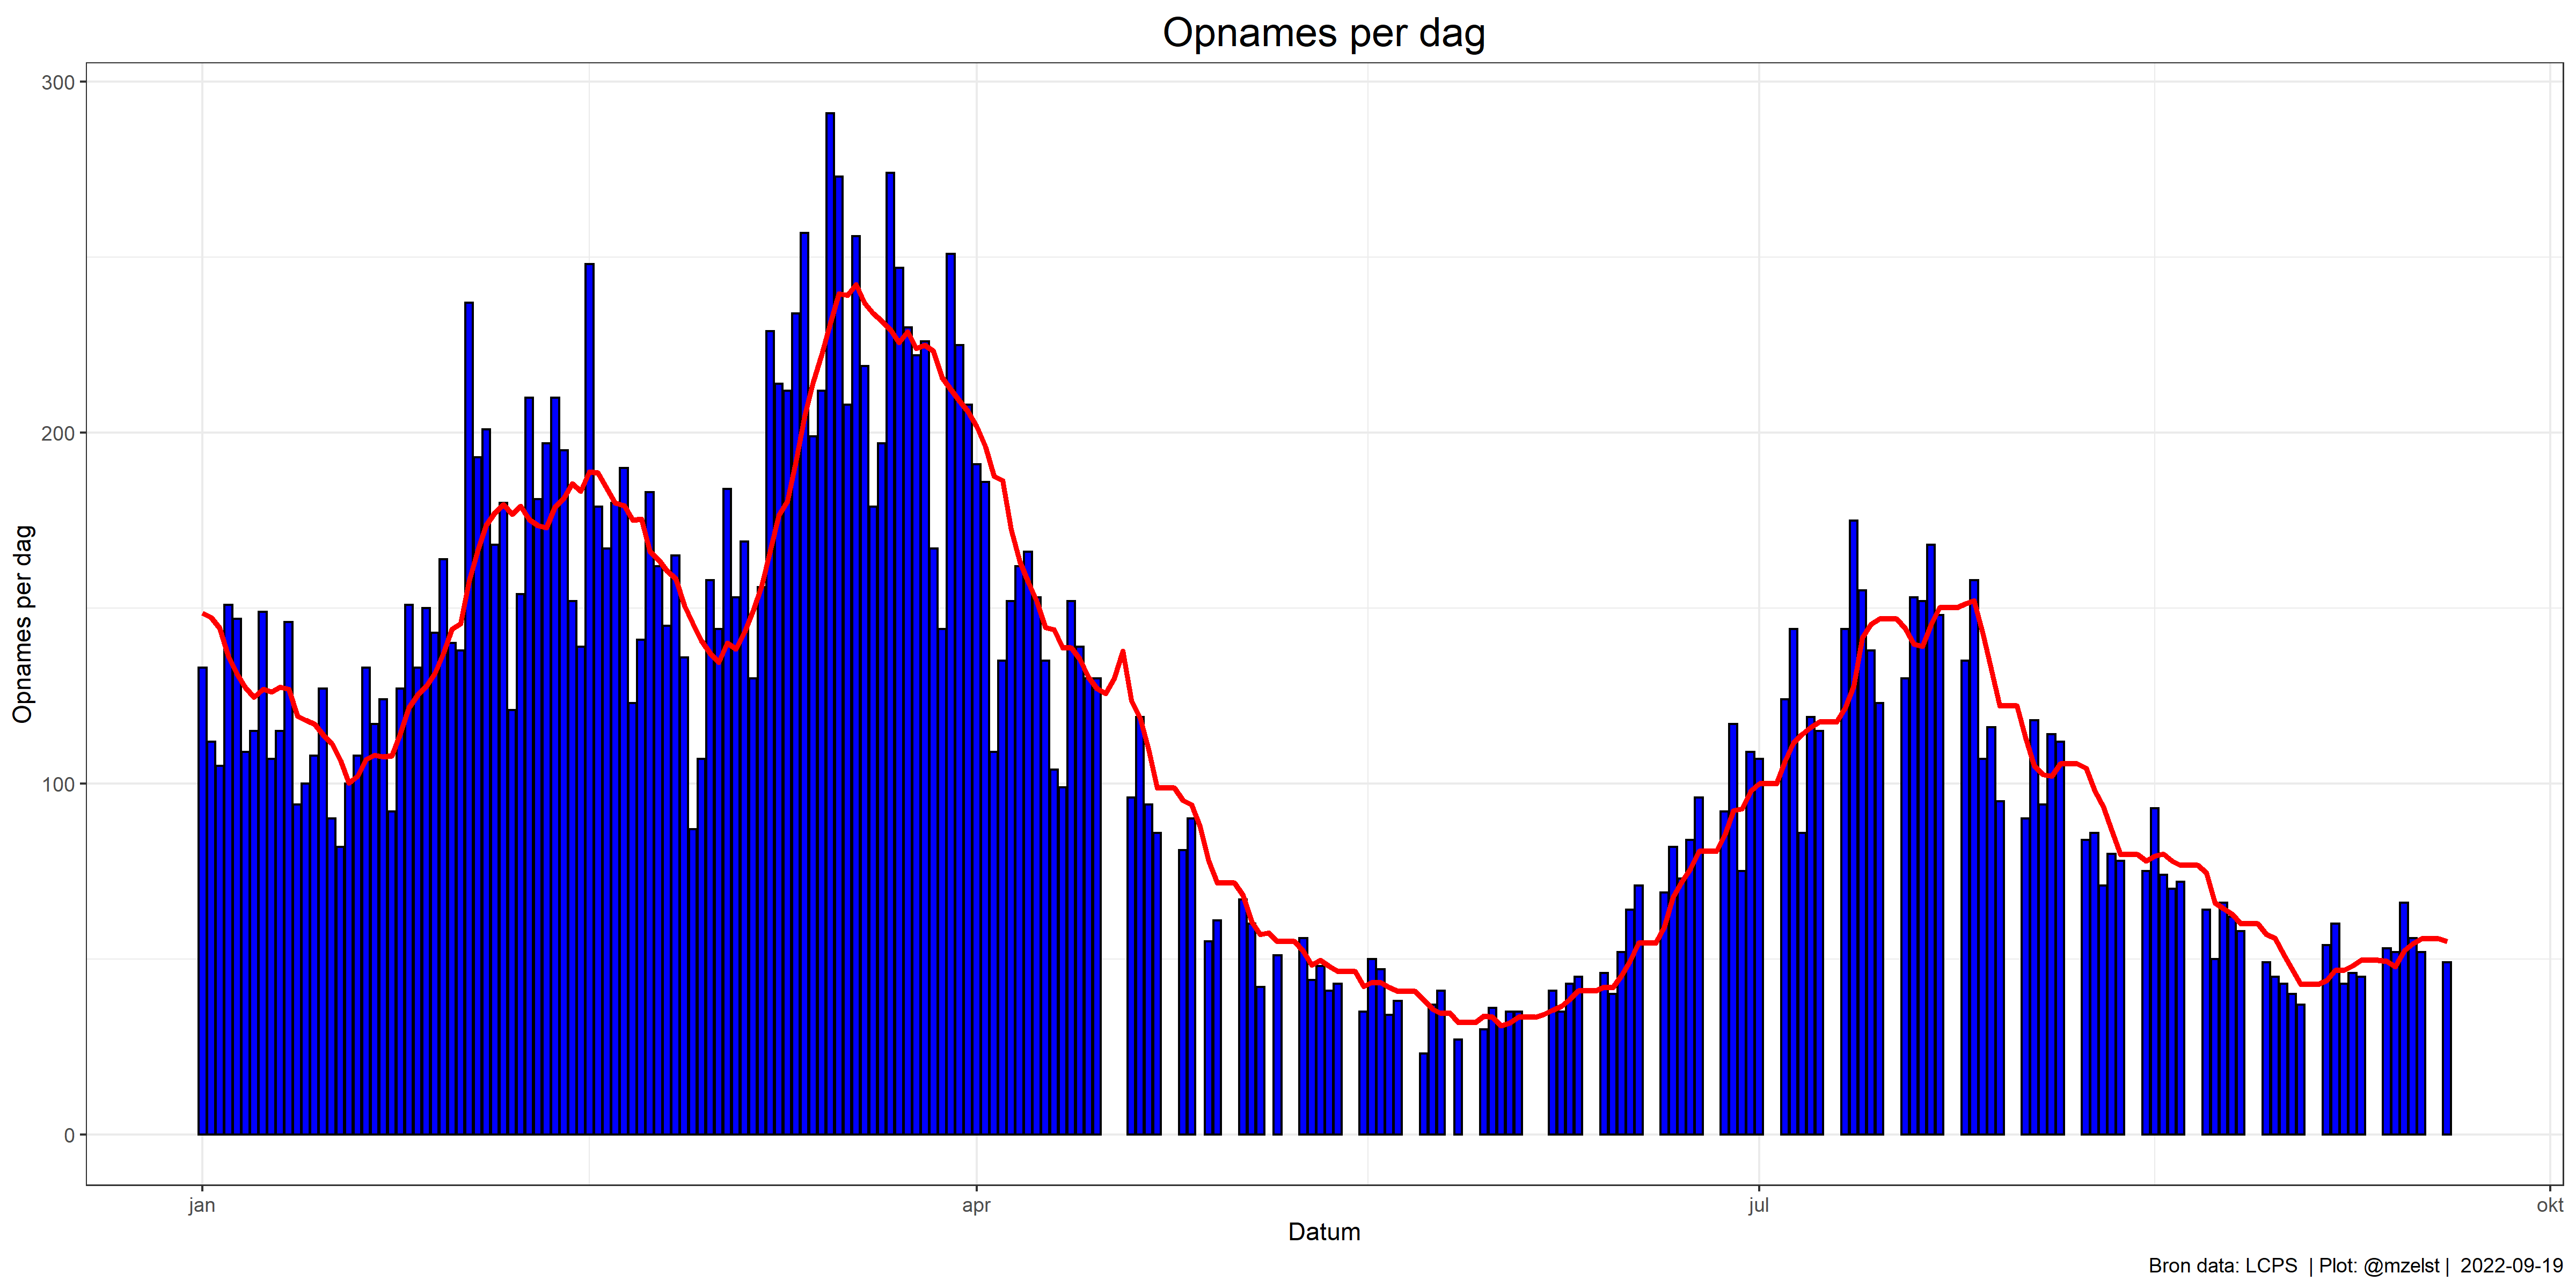 Opnames per dag
300
200
100
0
Opnames per dag
jan apr jul okt
Datum
Bron data: LCPS | Plot: @mzelst | 2022-09-19